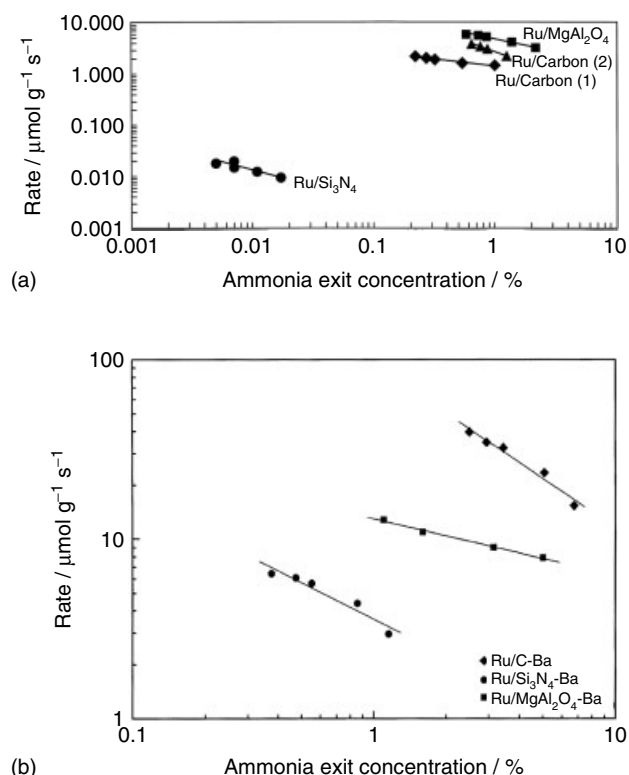 10.000
1.000
0.100
0.010
0.001
Rate / μmol g⁻¹ s⁻¹
Ru/MgAl₂O₄
Ru/Carbon (2)
Ru/Carbon (1)
Ru/Si₃N₄
0.001 0.01 0.1 1 10
(a) Ammonia exit concentration / %
100
10
1
Rate / μmol g⁻¹ s⁻¹
Ru/C-Ba
Ru/Si₃N₄-Ba
Ru/MgAl₂O₄-Ba
0.1 1 10
(b) Ammonia exit concentration / %